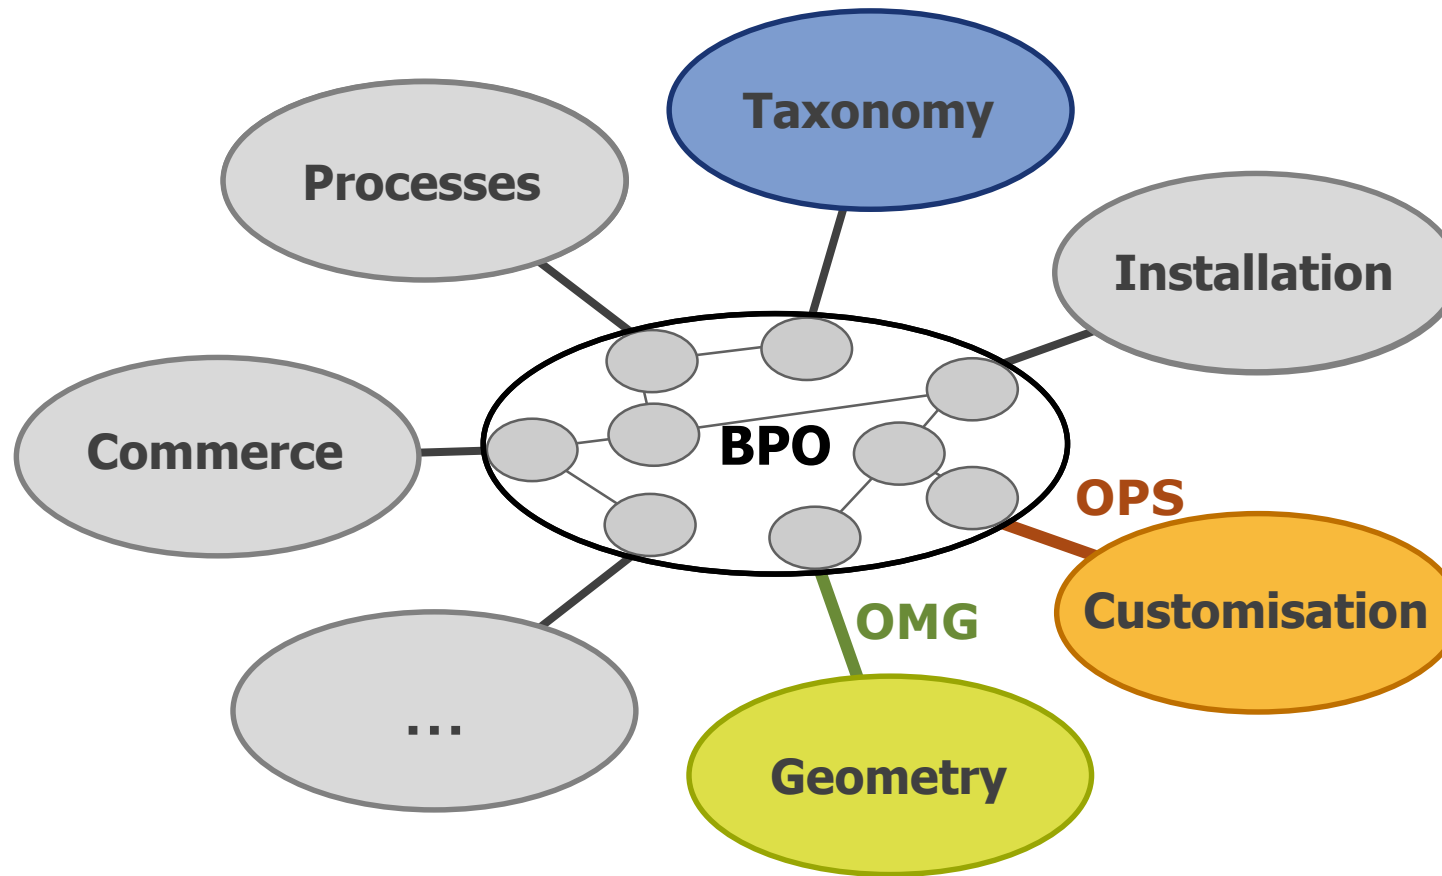 Taxonomy
Processes
Installation
Commerce
BPO
OPS
Customisation
OMG
...
Geometry